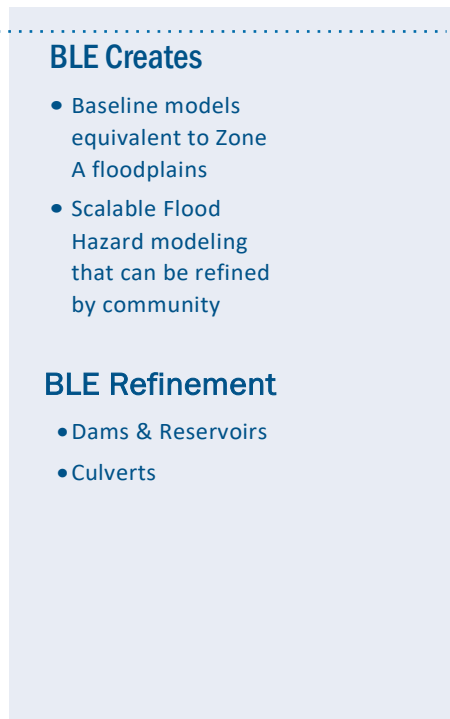 BLE Creates
• Baseline models
equivalent to Zone
A floodplains
• Scalable Flood
Hazard modeling
that can be refined
by community
BLE Refinement
• Dams & Reservoirs
• Culverts